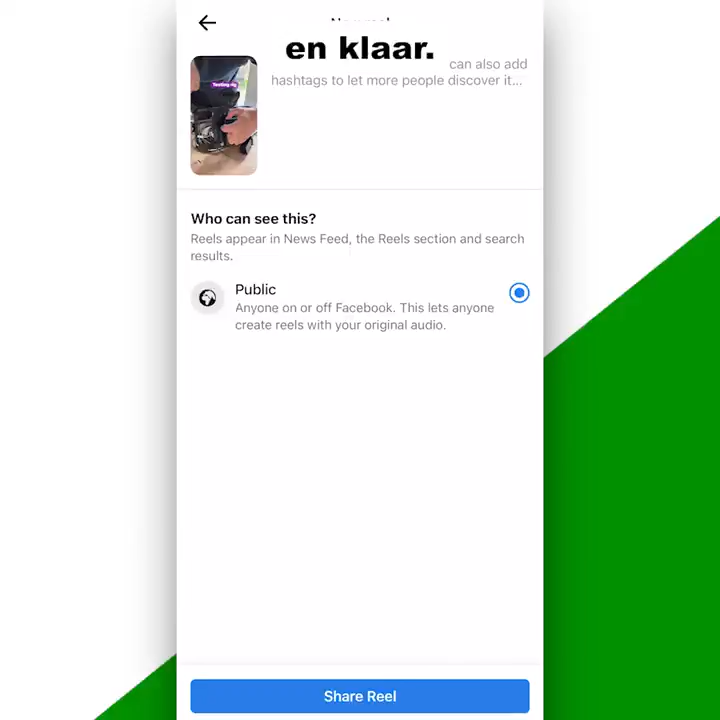 en klaar.
can also add
hashtags to let more people discover it...
Testing rig
Who can see this?
Reels appear in News Feed, the Reels section and search
results.
Public
Anyone on or off Facebook. This lets anyone
create reels with your original audio.
Share Reel